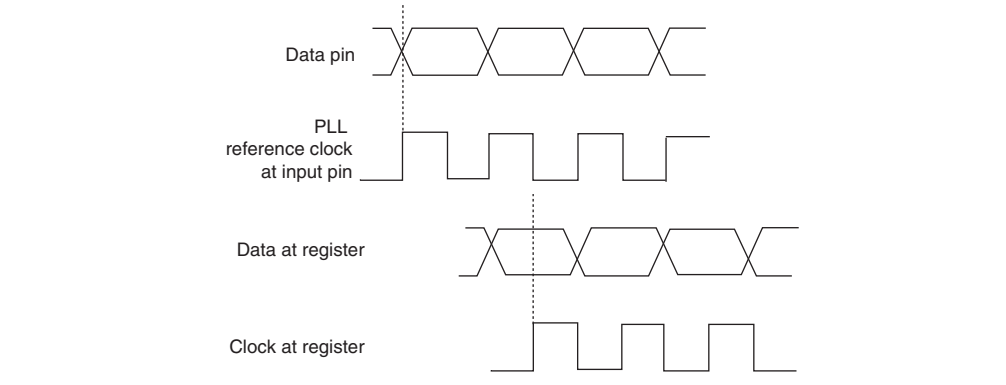 Data pin
PLL
reference clock
at input pin
Data at register
Clock at register